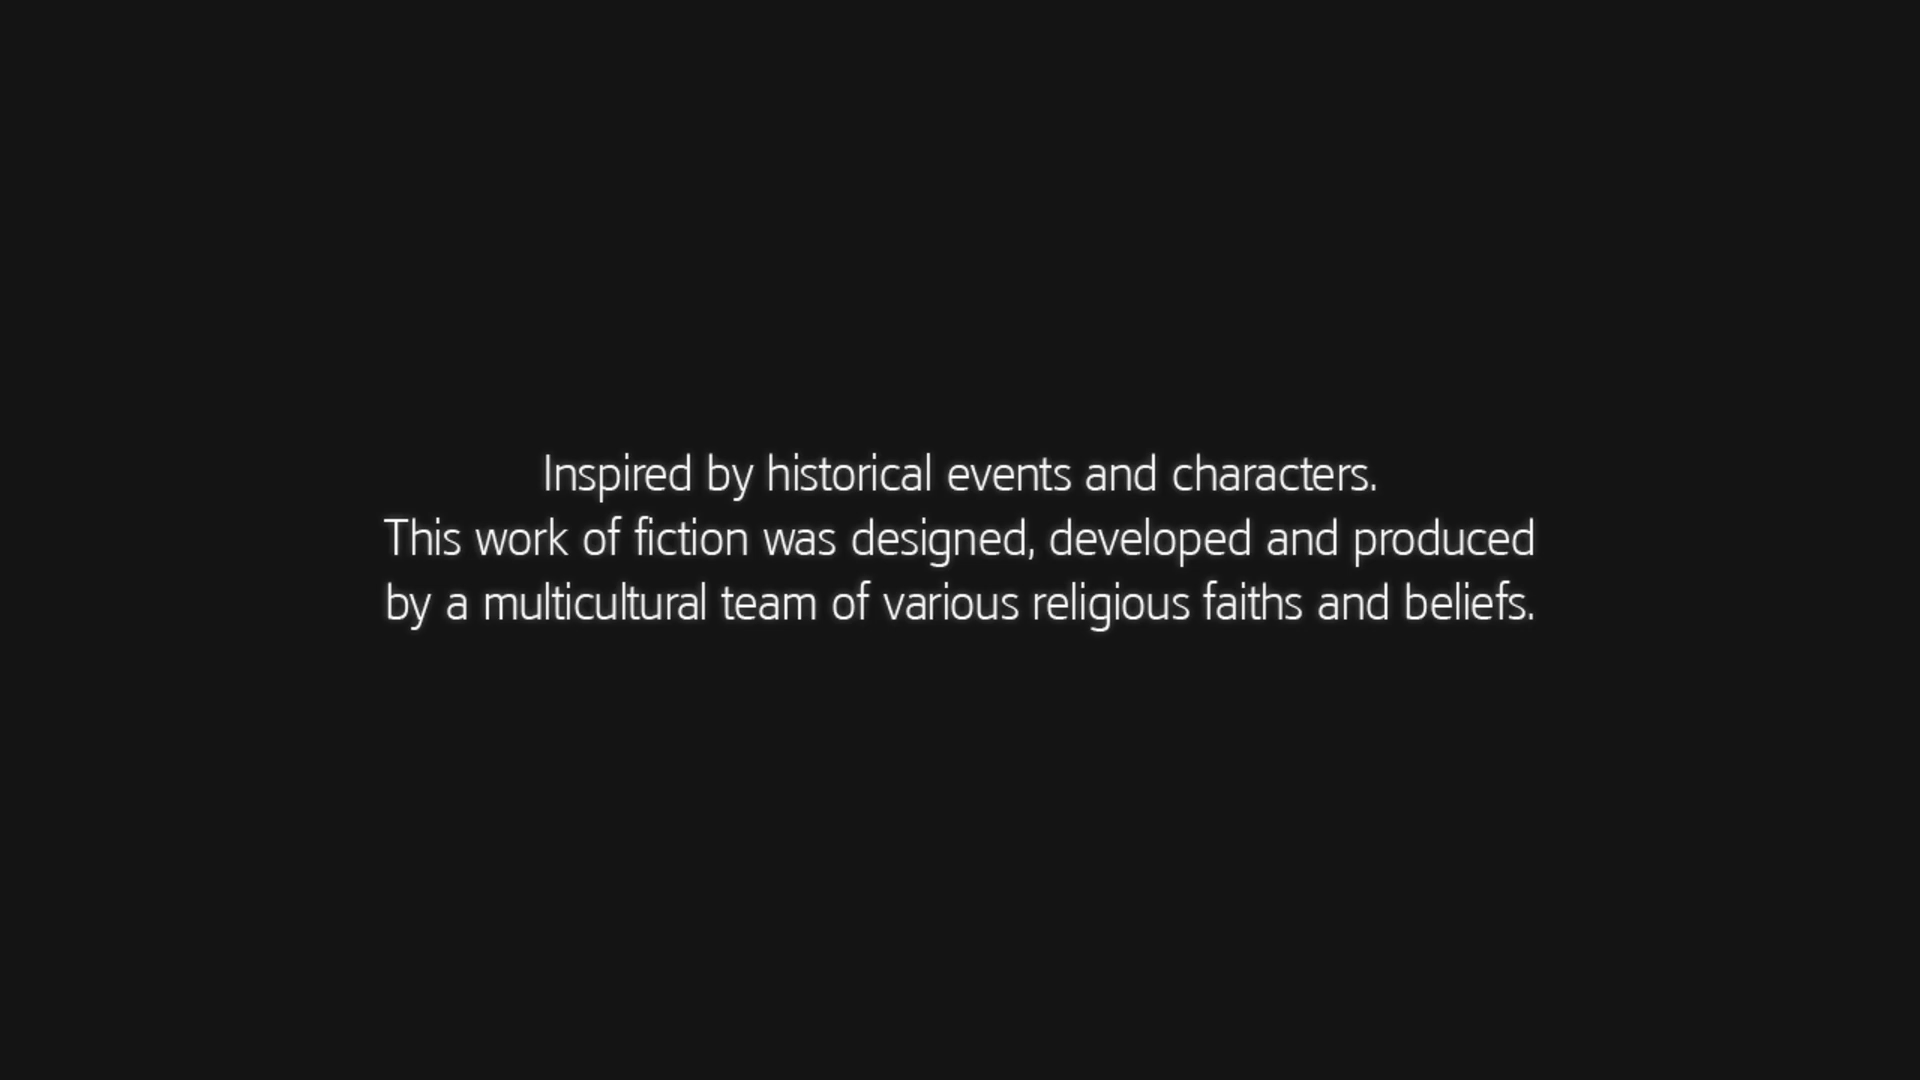 Inspired by historical events and characters.
This work of fiction was designed, developed and produced
by a multicultural team of various religious faiths and beliefs.